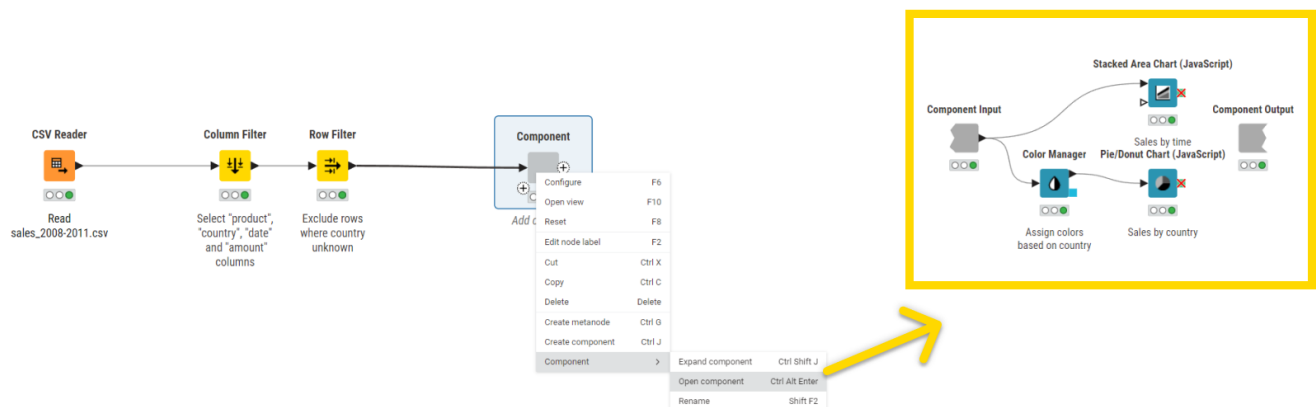 CSV Reader
Read
sales_2008-2011.csv
Column Filter
Select "product",
"country", "date"
and "amount"
columns
Row Filter
Exclude rows
where country
unknown
Component
Configure F6
Open view F10
Reset F8
Edit node label F2
Cut Ctrl X
Copy Ctrl C
Delete Delete
Create metanode Ctrl G
Create component Ctrl J
Component >
Expand component Ctrl Shift J
Open component Ctrl Alt Enter
Rename Shift F2
Stacked Area Chart (JavaScript)
Sales by time
Component Input
Component Output
Color Manager
Assign colors
based on country
Pie/Donut Chart (JavaScript)
Sales by country